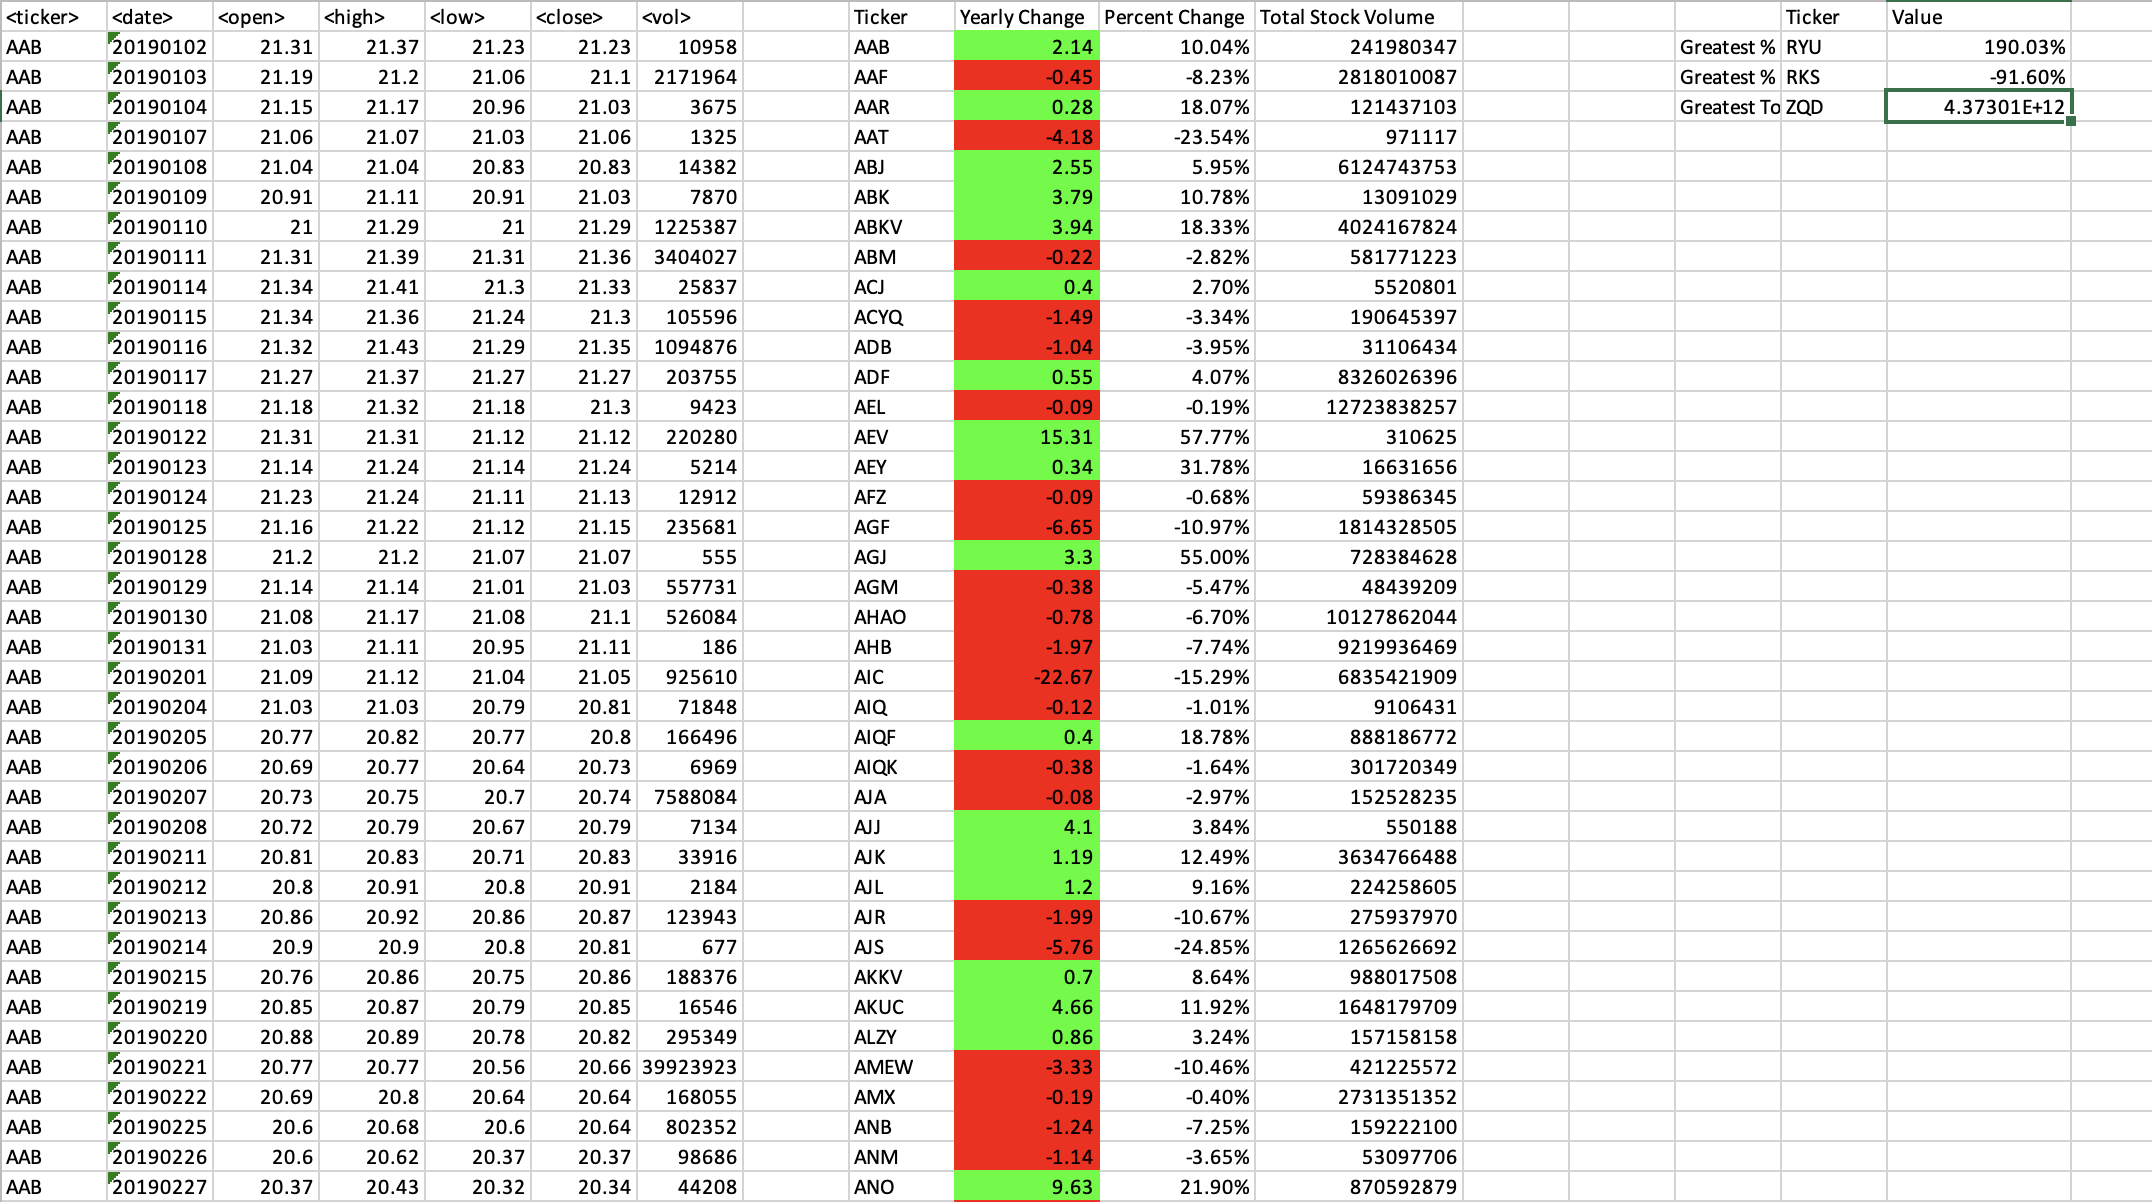 <ticker> <date> <open> <high> <low> <close> <vol> Ticker Yearly Change Percent Change Total Stock Volume Ticker Value
AAB 20190102 21.31 21.37 21.23 21.23 10958 AAB 2.14 10.04% 241980347 Greatest % RYU 190.03%
AAB 20190103 21.19 21.2 21.06 21.1 2171964 AAF -0.45 -8.23% 2818010087 Greatest % RKS -91.60%
AAB 20190104 21.15 21.17 20.96 21.03 3675 AAR 0.28 18.07% 121437103 Greatest To ZQD 4.37301E+12
AAB 20190107 21.06 21.07 21.03 21.06 1325 AAT -4.18 -23.54% 971117
AAB 20190108 21.04 21.04 20.83 20.83 14382 ABJ 2.55 5.95% 6124743753
AAB 20190109 20.91 21.11 20.91 21.03 7870 ABK 3.79 10.78% 13091029
AAB 20190110 21 21.29 21 21.29 1225387 ABKV 3.94 18.33% 4024167824
AAB 20190111 21.31 21.39 21.31 21.36 3404027 ABM -0.22 -2.82% 581771223
AAB 20190114 21.34 21.41 21.3 21.33 25837 ACJ 0.4 2.70% 5520801
AAB 20190115 21.34 21.36 21.24 21.3 105596 ACYQ -1.49 -3.34% 190645397
AAB 20190116 21.32 21.43 21.29 21.35 1094876 ADB -1.04 -3.95% 31106434
AAB 20190117 21.27 21.37 21.27 21.27 203755 ADF 0.55 4.07% 8326026396
AAB 20190118 21.18 21.32 21.18 21.3 9423 AEL -0.09 -0.19% 12723838257
AAB 20190122 21.31 21.31 21.12 21.12 220280 AEV 15.31 57.77% 310625
AAB 20190123 21.14 21.24 21.14 21.24 5214 AEY 0.34 31.78% 16631656
AAB 20190124 21.23 21.24 21.11 21.13 12912 AFZ -0.09 -0.68% 59386345
AAB 20190125 21.16 21.22 21.12 21.15 235681 AGF -6.65 -10.97% 1814328505
AAB 20190128 21.2 21.2 21.07 21.07 555 AGJ 3.3 55.00% 728384628
AAB 20190129 21.14 21.14 21.01 21.03 557731 AGM -0.38 -5.47% 48439209
AAB 20190130 21.08 21.17 21.08 21.1 526084 AHAO -0.78 -6.70% 10127862044
AAB 20190131 21.03 21.11 20.95 21.11 186 AHB -1.97 -7.74% 9219936469
AAB 20190201 21.09 21.12 21.04 21.05 925610 AIC -22.67 -15.29% 6835421909
AAB 20190204 21.03 21.03 20.79 20.81 71848 AIQ -0.12 -1.01% 9106431
AAB 20190205 20.77 20.82 20.77 20.8 166496 AIQF 0.4 18.78% 888186772
AAB 20190206 20.69 20.77 20.64 20.73 6969 AIQK -0.38 -1.64% 301720349
AAB 20190207 20.73 20.75 20.7 20.74 7588084 AJA -0.08 -2.97% 152528235
AAB 20190208 20.72 20.79 20.67 20.79 7134 AJJ 4.1 3.84% 550188
AAB 20190211 20.81 20.83 20.71 20.83 33916 AJK 1.19 12.49% 3634766488
AAB 20190212 20.8 20.91 20.8 20.91 2184 AJL 1.2 9.16% 224258605
AAB 20190213 20.86 20.92 20.86 20.87 123943 AJR -1.99 -10.67% 275937970
AAB 20190214 20.9 20.9 20.8 20.81 677 AJS -5.76 -24.85% 1265626692
AAB 20190215 20.76 20.86 20.75 20.86 188376 AKKV 0.7 8.64% 988017508
AAB 20190219 20.85 20.87 20.79 20.85 16546 AKUC 4.66 11.92% 1648179709
AAB 20190220 20.88 20.89 20.78 20.82 295349 ALZY 0.86 3.24% 157158158
AAB 20190221 20.77 20.77 20.56 20.66 39923923 AMEW -3.33 -10.46% 421225572
AAB 20190222 20.69 20.8 20.64 20.64 168055 AMX -0.19 -0.40% 2731351352
AAB 20190225 20.6 20.68 20.6 20.64 802352 ANB -1.24 -7.25% 159222100
AAB 20190226 20.6 20.62 20.37 20.37 98686 ANM -1.14 -3.65% 53097706
AAB 20190227 20.37 20.43 20.32 20.34 44208 ANO 9.63 21.90% 870592879